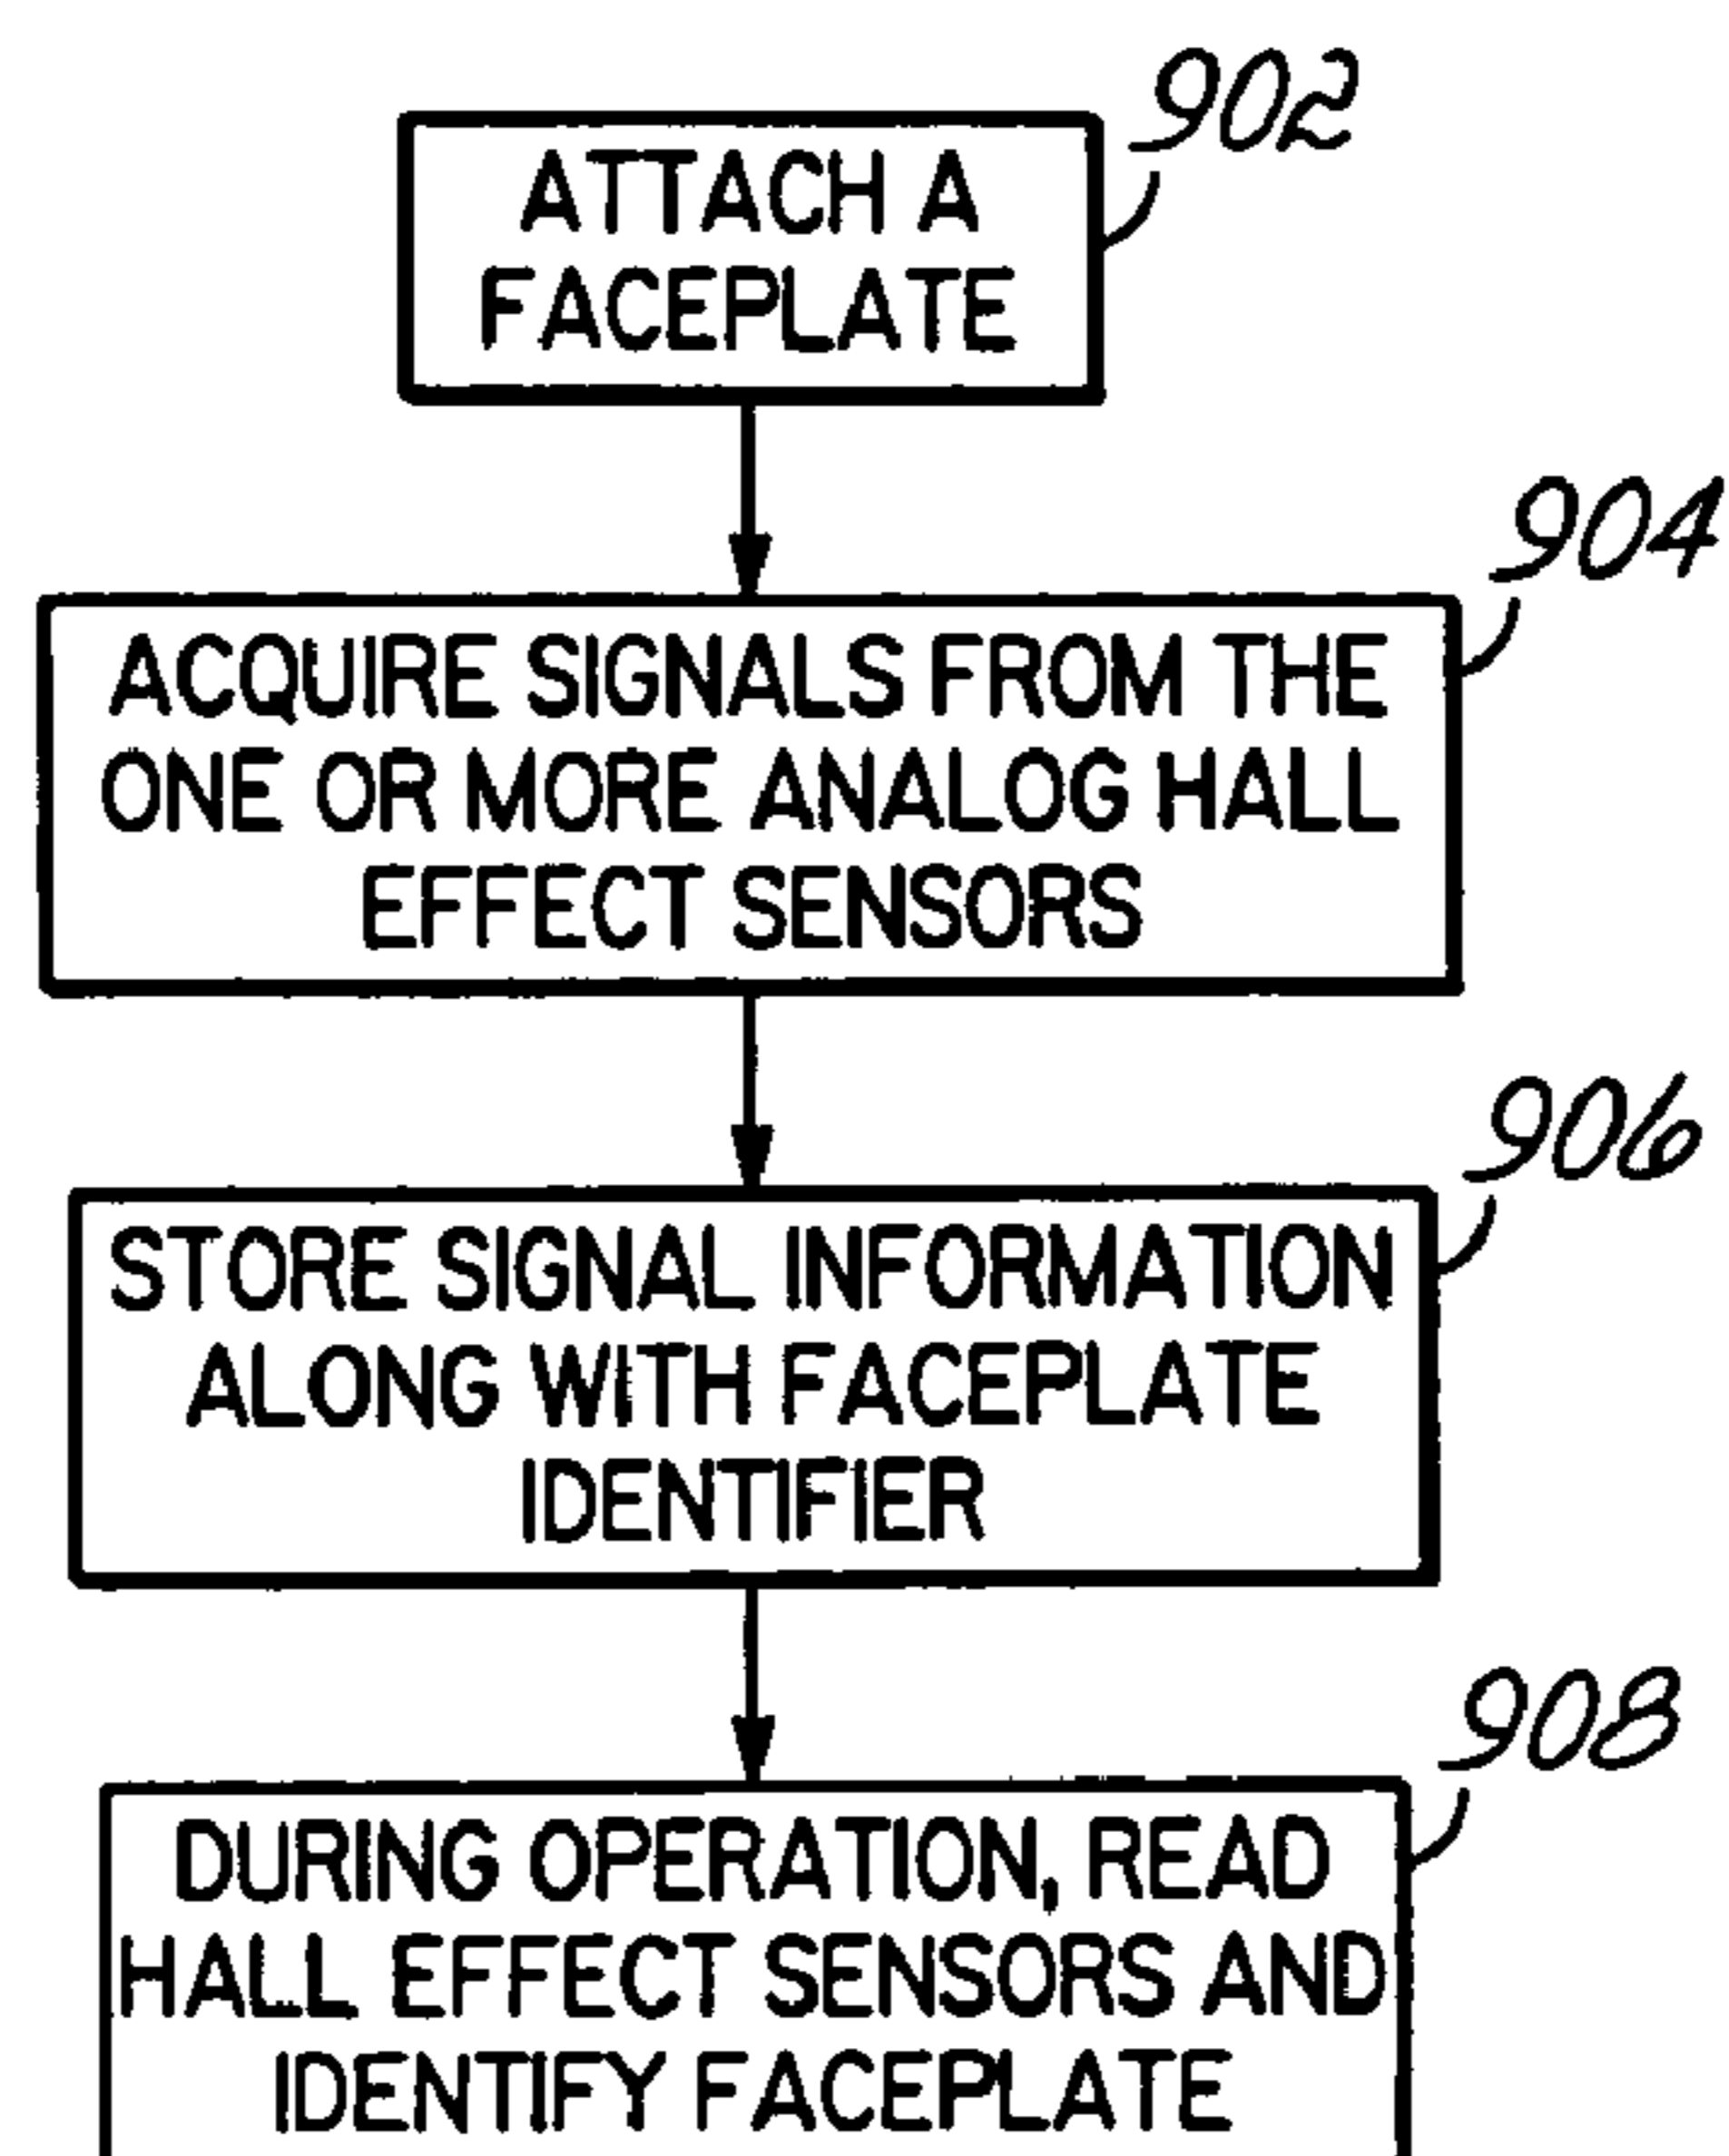 902
ATTACH A
FACEPLATE
904
ACQUIRE SIGNALS FROM THE
ONE OR MORE ANALOG HALL
EFFECT SENSORS
906
STORE SIGNAL INFORMATION
ALONG WITH FACEPLATE
IDENTIFIER
908
DURING OPERATION, READ
HALL EFFECT SENSORS AND
IDENTIFY FACEPLATE